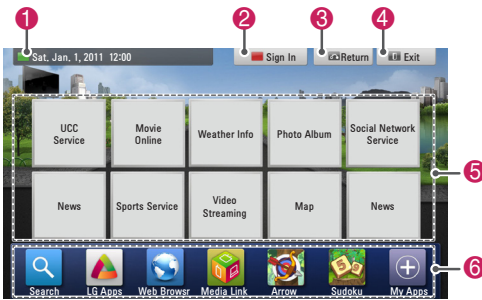 1 2 3 4
Sat. Jan. 1, 2011 12:00 Sign In Return Exit
UCC Service Movie Online Weather Info Photo Album Social Network Service
5
News Sports Service Video Streaming Map News
6
Search LG Apps Web Browsr Media Link Arrow Sudoku My Apps